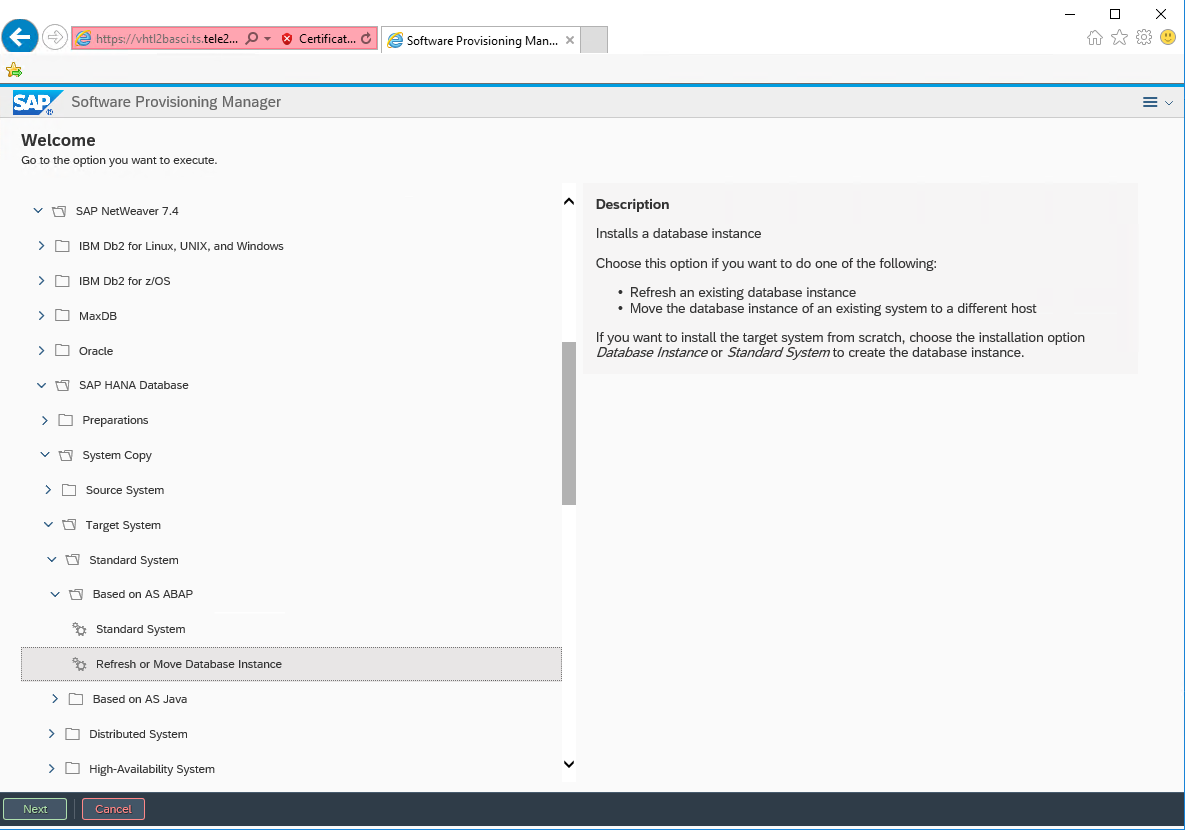 https://vhtl2basci.ts.tele2...
Certificat...
Software Provisioning Man...
SAP
Software Provisioning Manager
Welcome
Go to the option you want to execute.
SAP NetWeaver 7.4
IBM Db2 for Linux, UNIX, and Windows
IBM Db2 for z/OS
MaxDB
Oracle
SAP HANA Database
Preparations
System Copy
Source System
Target System
Standard System
Based on AS ABAP
Standard System
Refresh or Move Database Instance
Based on AS Java
Distributed System
High-Availability System
Description
Installs a database instance
Choose this option if you want to do one of the following:
• Refresh an existing database instance
• Move the database instance of an existing system to a different host
If you want to install the target system from scratch, choose the installation option
Database Instance or Standard System to create the database instance.
Next
Cancel